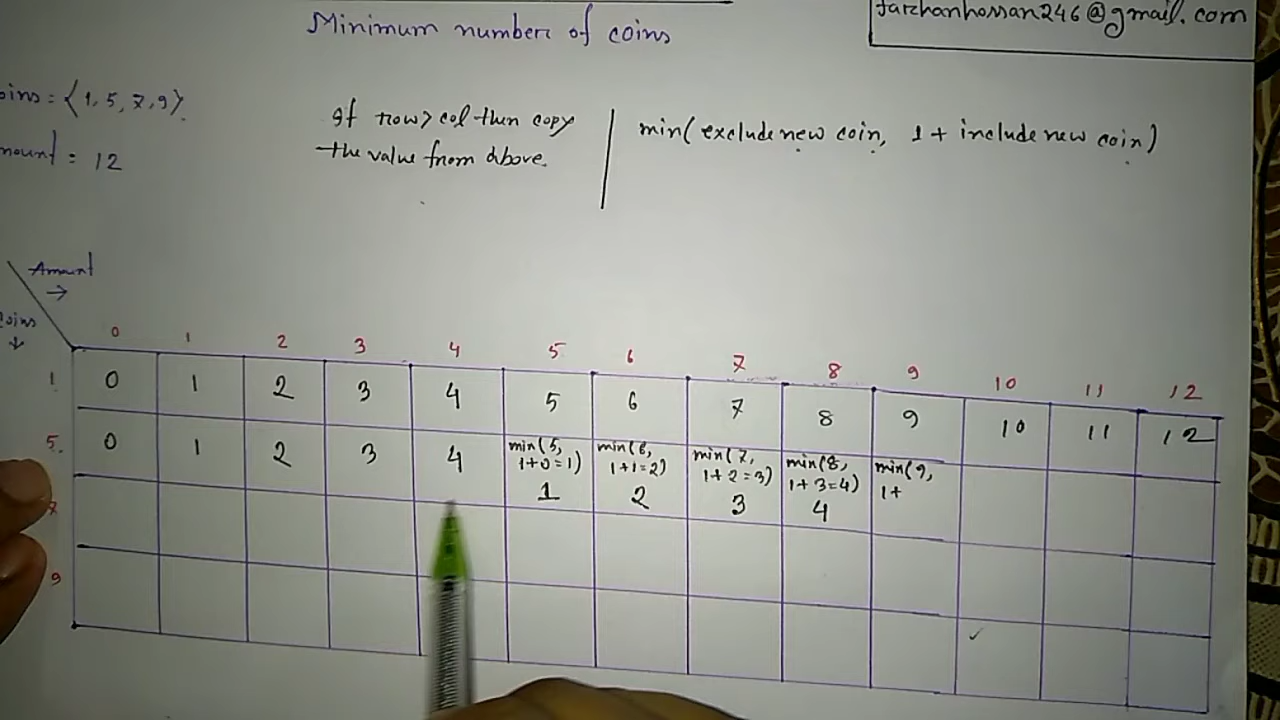 farzhanhossan246@gmail.com
Minimum number of coins
oins = {1, 5, 7, 9}
mount = 12
If row > col then copy
the value from above.
min(exclude new coin, 1 + include new coin)
Amount
→
oins
↓
0 1 2 3 4 5 6 7 8 9 10 11 12
1 0 1 2 3 4 5 6 7 8 9 10 11 12
5. 0 1 2 3 4 min(5, 1+0=1) 1 min(6, 1+1=2) 2 min(7, 1+2=3) 3 min(8, 1+3=4) 4 min(9, 1+
7
9
✓